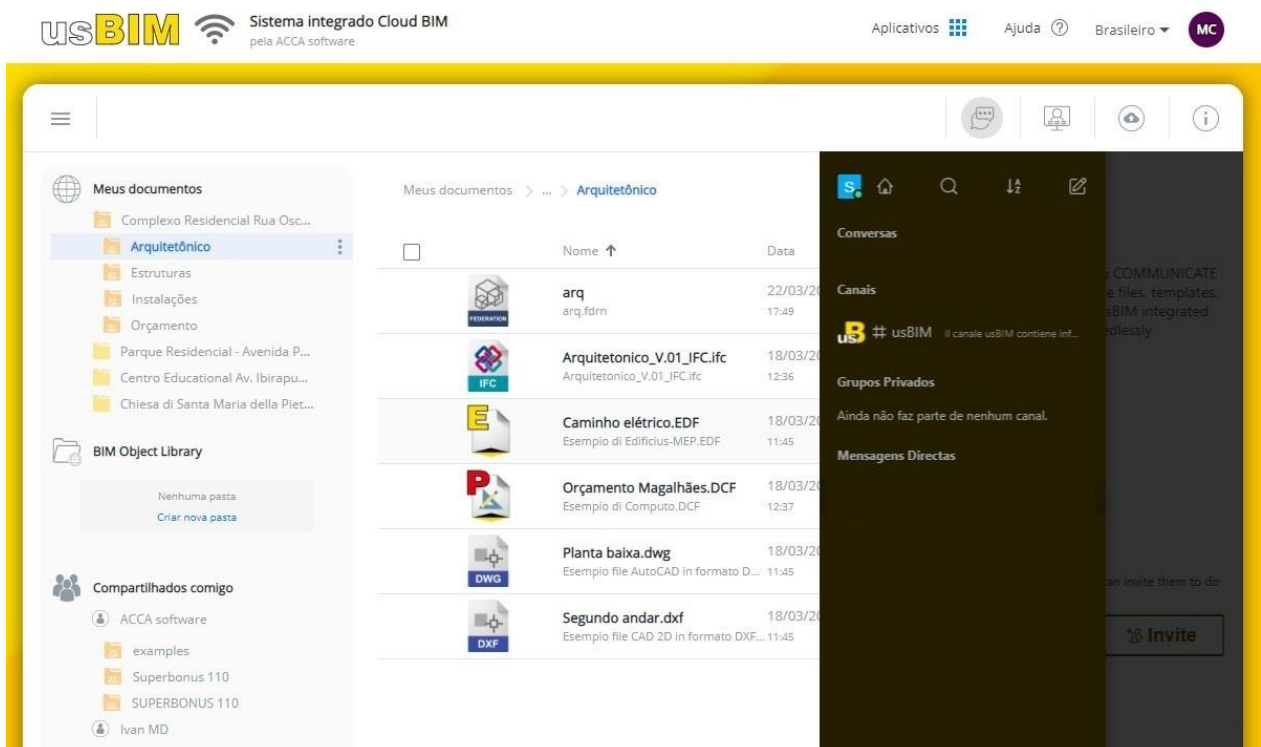 usBIM
Sistema integrado Cloud BIM
pela ACCA software
Aplicativos
Ajuda
Brasileiro
MC
Meus documentos
Complexo Residencial Rua Osc...
Arquitetônico
Estruturas
Instalações
Orçamento
Parque Residencial - Avenida P...
Centro Educational Av. Ibirapu...
Chiesa di Santa Maria della Piet...
BIM Object Library
Nenhuma pasta
Criar nova pasta
Compartilhados comigo
ACCA software
examples
Superbonus 110
SUPERBONUS 110
Ivan MD
Meus documentos > ... > Arquitetônico
Nome Data
FEDERATION
arq 22/03/20
arq.fdrn 17:49
IFC
Arquitetonico_V.01_IFC.ifc 18/03/20
Arquitetonico_V.01_IFC.ifc 12:36
E
Caminho elétrico.EDF 18/03/20
Esempio di Edificius-MEP.EDF 11:45
P
Orçamento Magalhães.DCF 18/03/20
Esempio di Computo.DCF 12:37
DWG
Planta baixa.dwg 18/03/20
Esempio file AutoCAD in formato D... 11:45
DXF
Segundo andar.dxf 18/03/20
Esempio file CAD 2D in formato DXF... 11:45
S
Conversas
Canais
usB # usBIM Il canale usBIM contiene inf...
Grupos Privados
Ainda não faz parte de nenhum canal.
Mensagens Directas
COMMUNICATE
files, templates,
integrated
an invite them to do
Invite